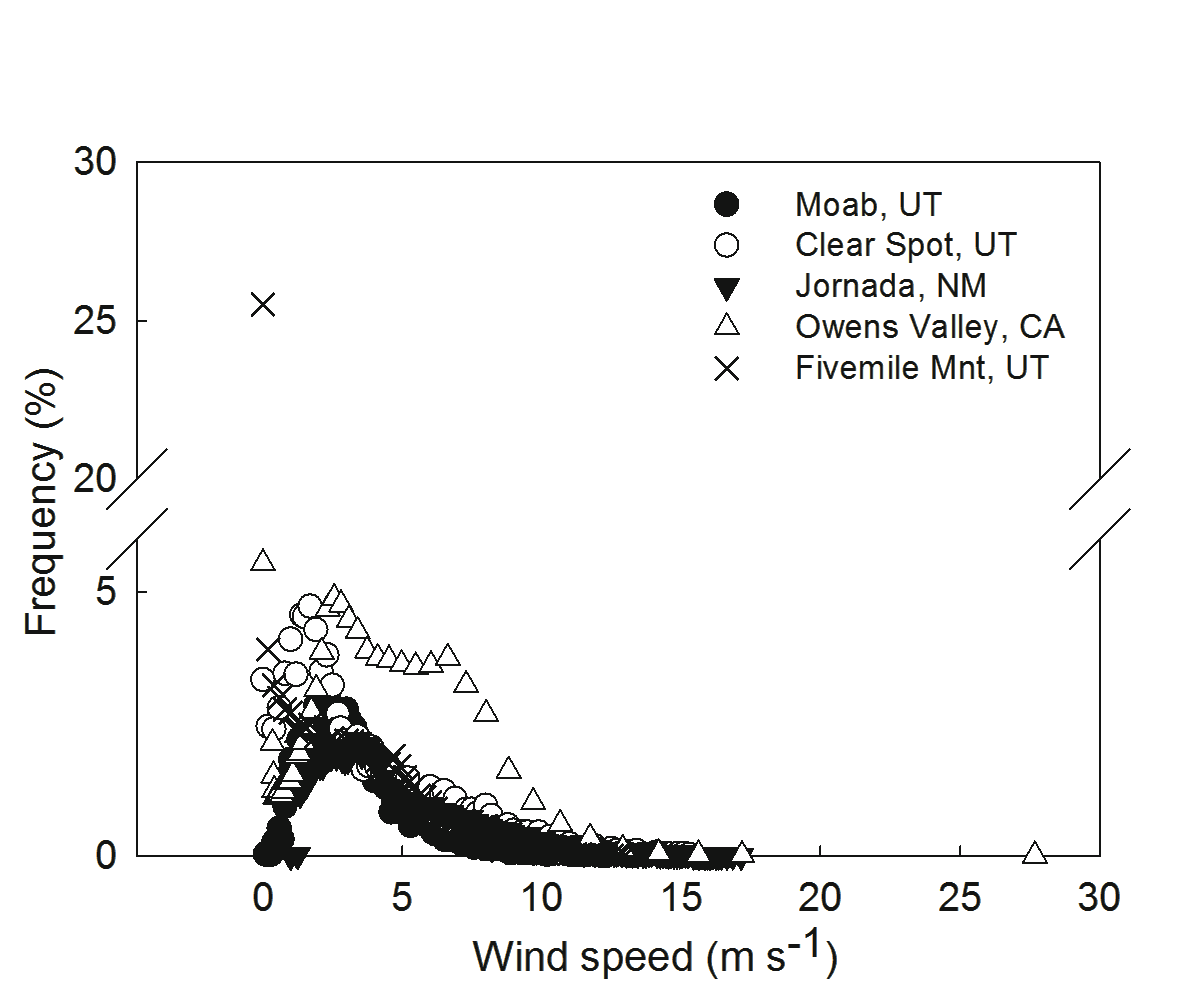 30
25
20
5
0
Frequency (%)
Moab, UT
Clear Spot, UT
Jornada, NM
Owens Valley, CA
Fivemile Mnt, UT
0 5 10 15 20 25 30
Wind speed (m s-1)